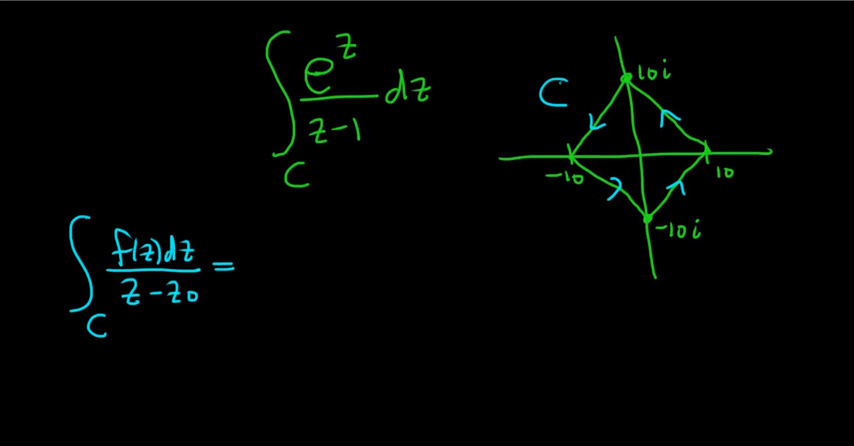 ∫_C e^z/(z-1) dz
C
10i
-10
10
-10i
∫_C f(z)dz/(z-z0) =